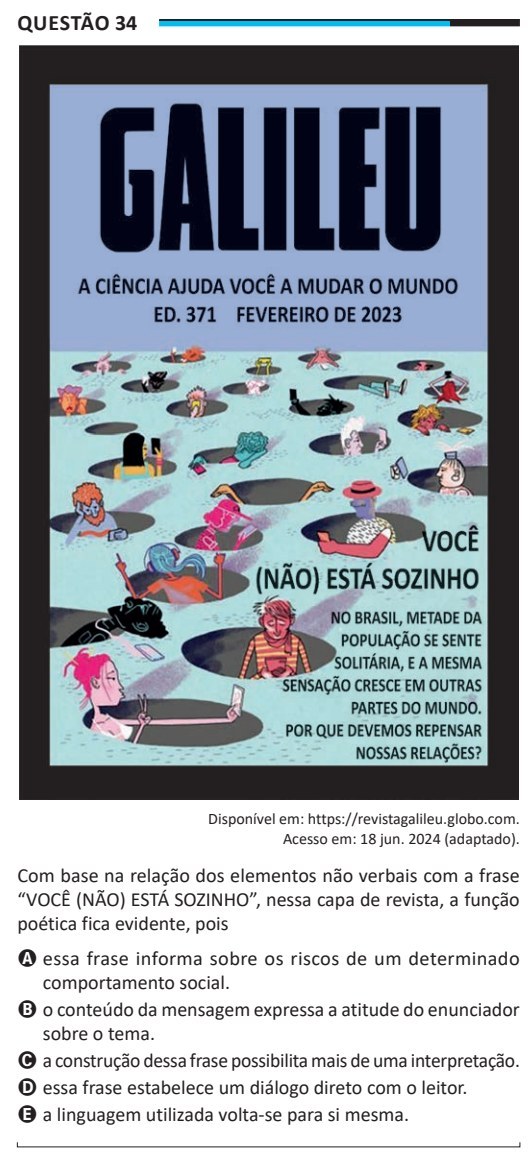 QUESTÃO 34
GALILEU
A CIÊNCIA AJUDA VOCÊ A MUDAR O MUNDO
ED. 371 FEVEREIRO DE 2023
VOCÊ
(NÃO) ESTÁ SOZINHO
NO BRASIL, METADE DA
POPULAÇÃO SE SENTE
SOLITÁRIA, E A MESMA
SENSAÇÃO CRESCE EM OUTRAS
PARTES DO MUNDO.
POR QUE DEVEMOS REPENSAR
NOSSAS RELAÇÕES?
Disponível em: https://revistagalileu.globo.com.
Acesso em: 18 jun. 2024 (adaptado).
Com base na relação dos elementos não verbais com a frase
“VOCÊ (NÃO) ESTÁ SOZINHO”, nessa capa de revista, a função
poética fica evidente, pois
A essa frase informa sobre os riscos de um determinado
comportamento social.
B o conteúdo da mensagem expressa a atitude do enunciador
sobre o tema.
C a construção dessa frase possibilita mais de uma interpretação.
D essa frase estabelece um diálogo direto com o leitor.
E a linguagem utilizada volta-se para si mesma.